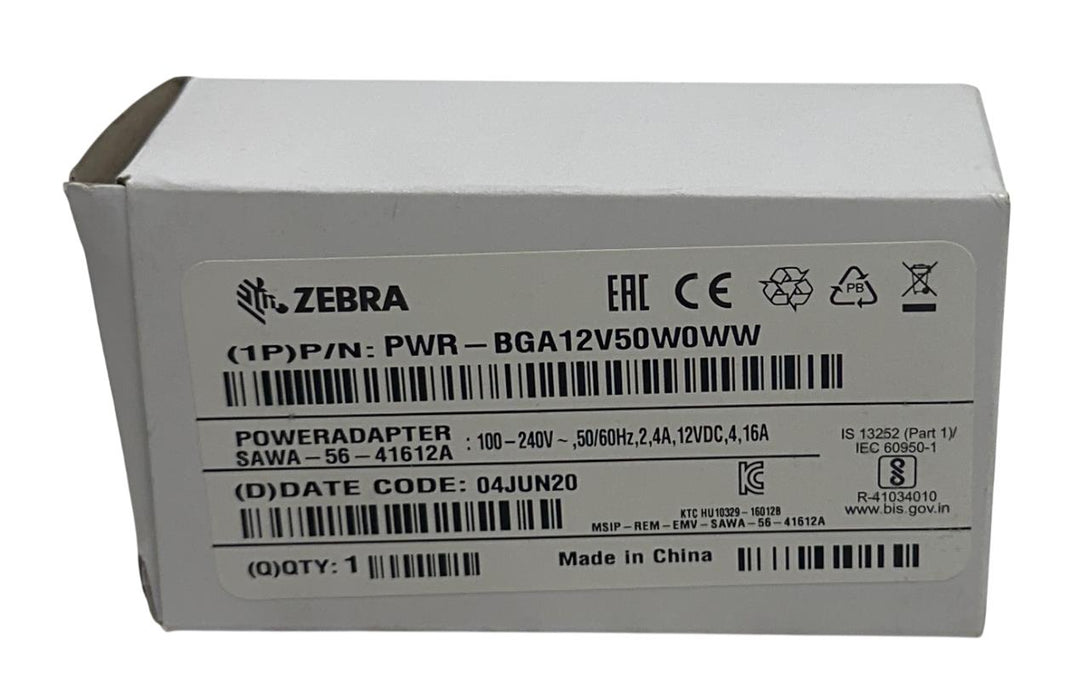 ZEBRA
EAC CE PB
(1P)P/N: PWR-BGA12V50W0WW
POWERADAPTER
SAWA-56-41612A : 100-240V~,50/60Hz,2,4A,12VDC,4,16A
IS 13252 (Part 1)/
IEC 60950-1
(D)DATE CODE: 04JUN20
R-41034010
www.bis.gov.in
KTC HU10329-16012B
MSIP-REM-EMV-SAWA-56-41612A
(Q)QTY: 1
Made in China